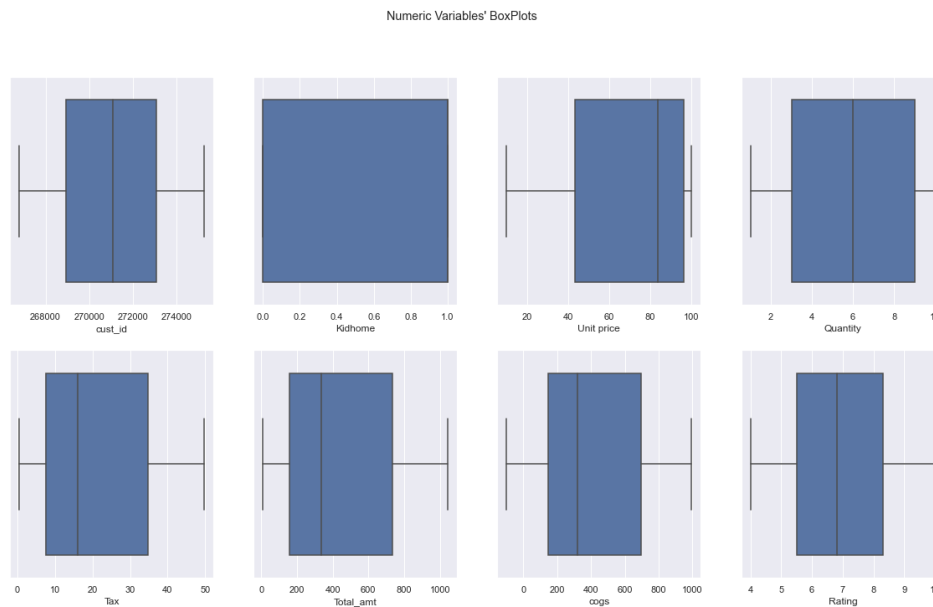 Numeric Variables' BoxPlots
268000 270000 272000 274000
cust_id
0.0 0.2 0.4 0.6 0.8 1.0
Kidhome
20 40 60 80 100
Unit price
2 4 6 8
Quantity
0 10 20 30 40 50
Tax
0 200 400 600 800 1000
Total_amt
0 200 400 600 800 1000
cogs
4 5 6 7 8 9
Rating